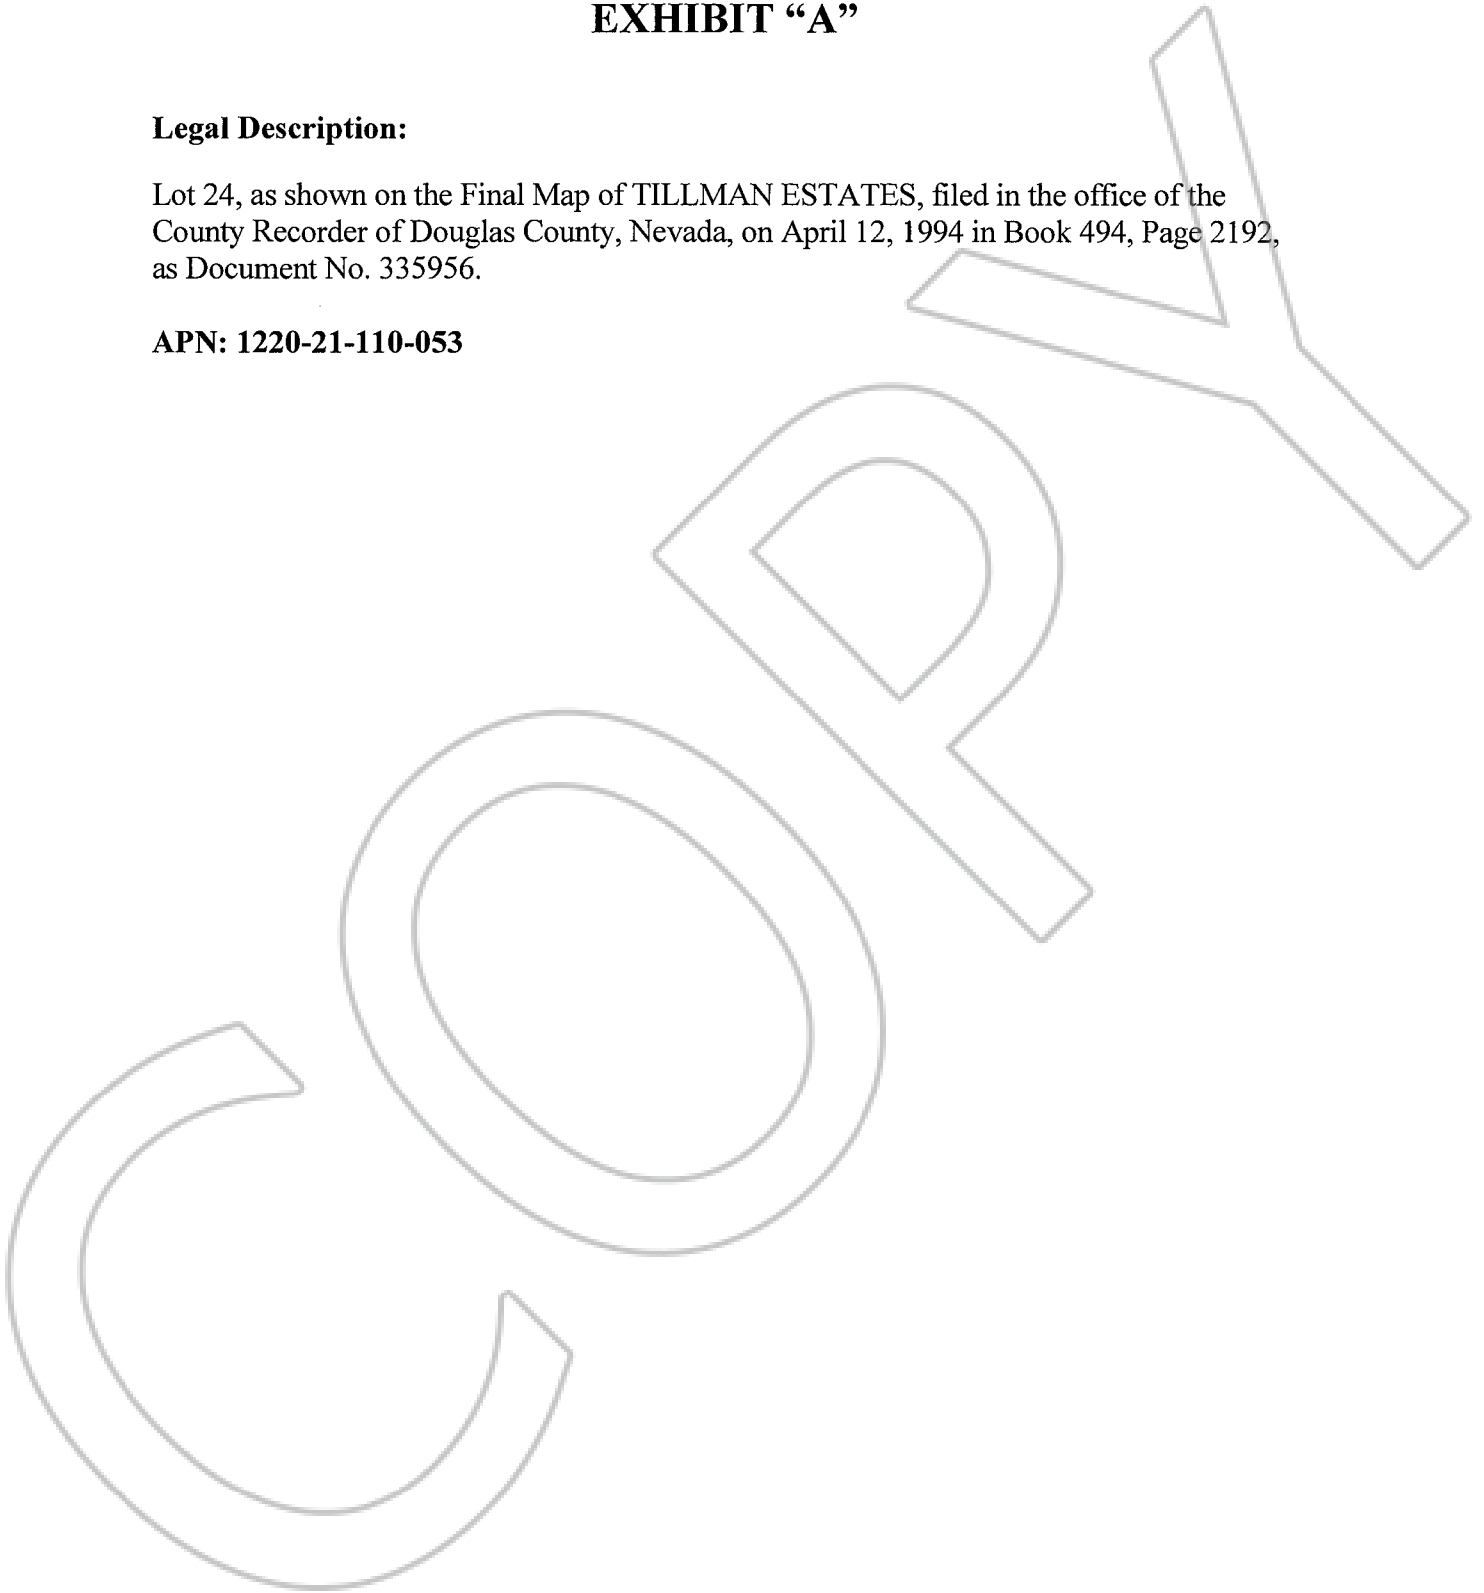 EXHIBIT “A”
Legal Description:
Lot 24, as shown on the Final Map of TILLMAN ESTATES, filed in the office of the
County Recorder of Douglas County, Nevada, on April 12, 1994 in Book 494, Page 2192,
as Document No. 335956.
APN: 1220-21-110-053
COPY